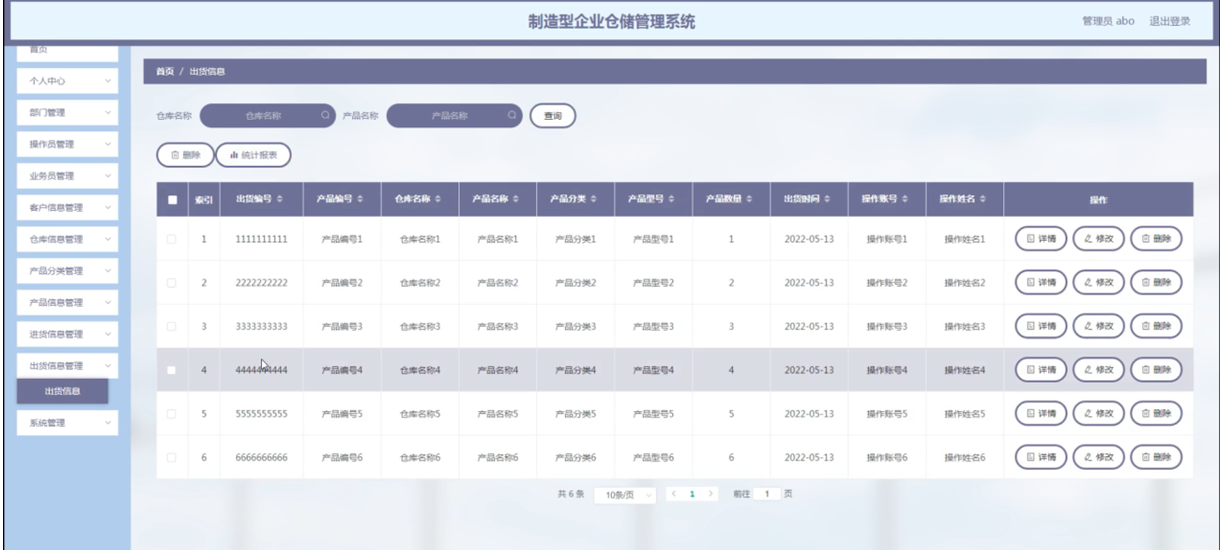 制造型企业仓储管理系统
管理员 abo 退出登录
首页
个人中心
部门管理
操作员管理
业务员管理
客户信息管理
仓库信息管理
产品分类管理
产品信息管理
进货信息管理
出货信息管理
出货信息
系统管理
首页 / 出货信息
仓库名称 仓库名称 产品名称 产品名称 查询
删除 统计报表
索引 出货编号 产品编号 仓库名称 产品名称 产品分类 产品型号 产品数量 出货时间 操作账号 操作姓名 操作
1 1111111111 产品编号1 仓库名称1 产品名称1 产品分类1 产品型号1 1 2022-05-13 操作账号1 操作姓名1 详情 修改 删除
2 2222222222 产品编号2 仓库名称2 产品名称2 产品分类2 产品型号2 2 2022-05-13 操作账号2 操作姓名2 详情 修改 删除
3 3333333333 产品编号3 仓库名称3 产品名称3 产品分类3 产品型号3 3 2022-05-13 操作账号3 操作姓名3 详情 修改 删除
4 4444444444 产品编号4 仓库名称4 产品名称4 产品分类4 产品型号4 4 2022-05-13 操作账号4 操作姓名4 详情 修改 删除
5 5555555555 产品编号5 仓库名称5 产品名称5 产品分类5 产品型号5 5 2022-05-13 操作账号5 操作姓名5 详情 修改 删除
6 6666666666 产品编号6 仓库名称6 产品名称6 产品分类6 产品型号6 6 2022-05-13 操作账号6 操作姓名6 详情 修改 删除
共 6 条 10条/页 1 前往 1 页